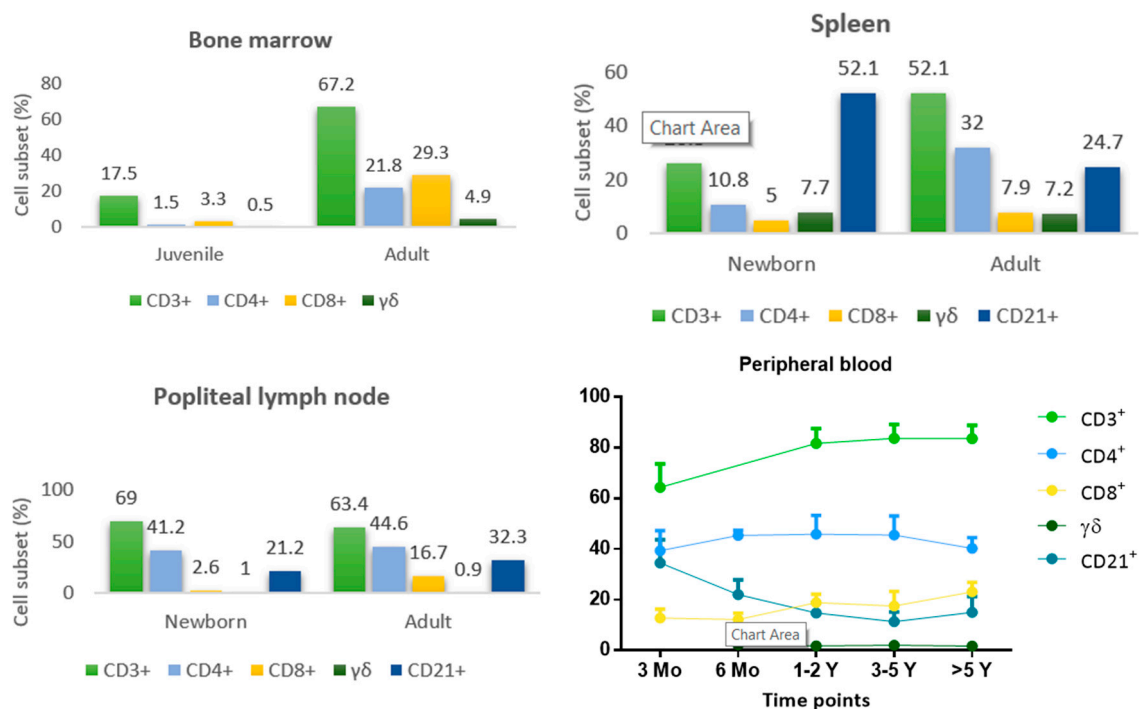 Bone marrow
Cell subset (%)
80
60
40
20
0
17.5
1.5
3.3
0.5
67.2
21.8
29.3
4.9
Juvenile
Adult
CD3+ CD4+ CD8+ γδ
Spleen
Cell subset (%)
60
40
20
0
Chart Area
10.8
5
7.7
52.1
52.1
32
7.9
7.2
24.7
Newborn
Adult
CD3+ CD4+ CD8+ γδ CD21+
Popliteal lymph node
Cell subset (%)
100
50
0
69
41.2
2.6
1
21.2
63.4
44.6
16.7
0.9
32.3
Newborn
Adult
CD3+ CD4+ CD8+ γδ CD21+
Peripheral blood
100
80
60
40
20
0
Chart Area
3 Mo 6 Mo 1-2 Y 3-5 Y >5 Y
Time points
CD3⁺
CD4⁺
CD8⁺
γδ
CD21⁺